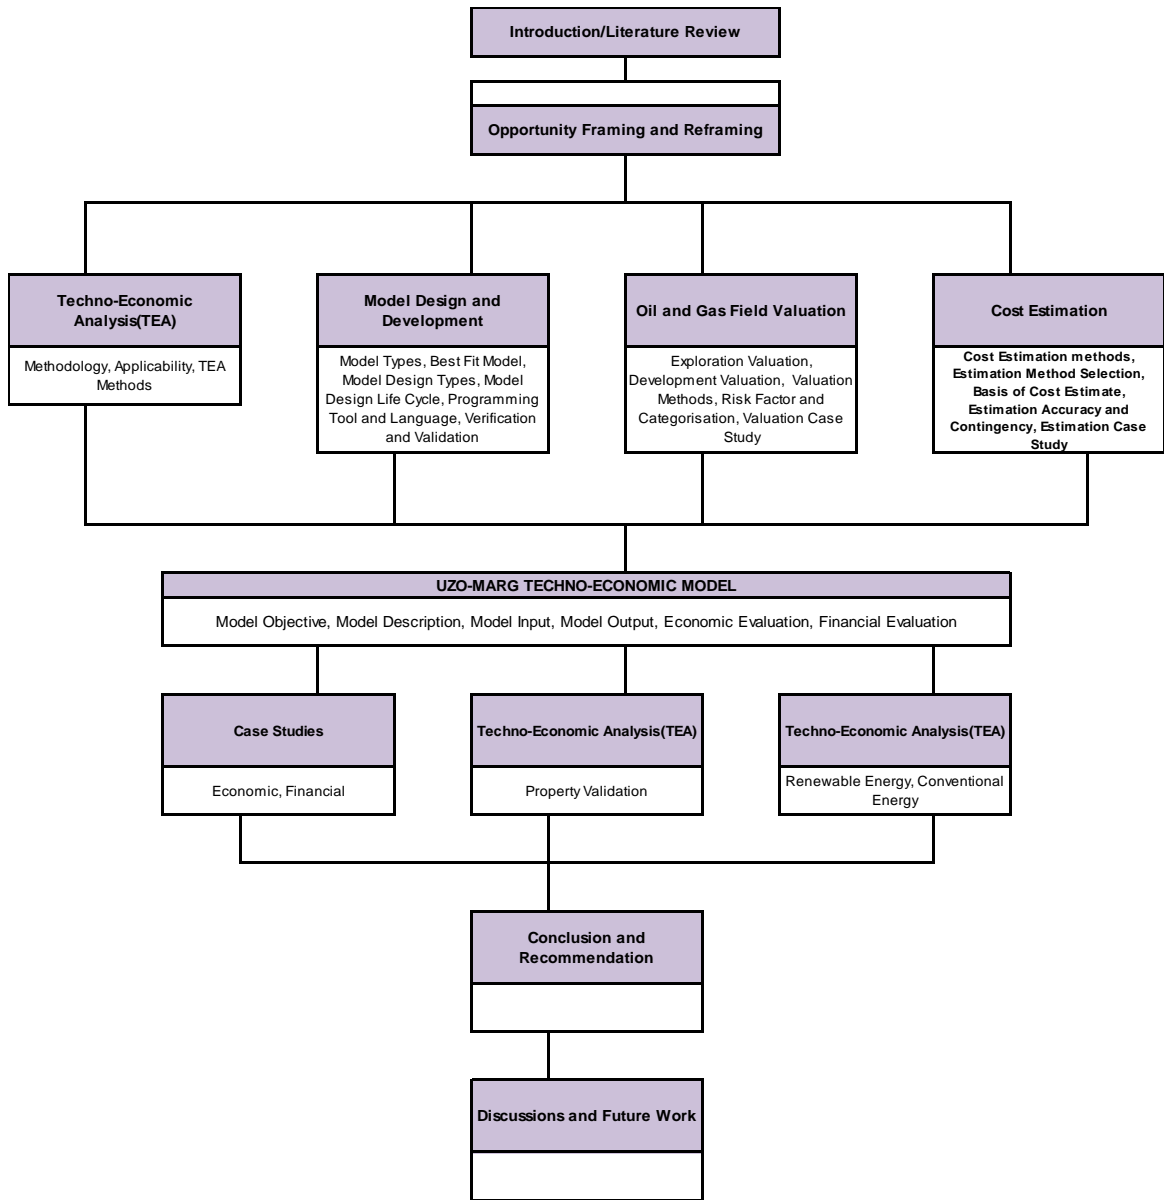 Introduction/Literature Review
Opportunity Framing and Reframing
Techno-Economic
Analysis(TEA)
Methodology, Applicability, TEA
Methods
Model Design and
Development
Model Types, Best Fit Model,
Model Design Types, Model
Design Life Cycle, Programming
Tool and Language, Verification
and Validation
Oil and Gas Field Valuation
Exploration Valuation,
Development Valuation, Valuation
Methods, Risk Factor and
Categorisation, Valuation Case
Study
Cost Estimation
Cost Estimation methods,
Estimation Method Selection,
Basis of Cost Estimate,
Estimation Accuracy and
Contingency, Estimation Case
Study
UZO-MARG TECHNO-ECONOMIC MODEL
Model Objective, Model Description, Model Input, Model Output, Economic Evaluation, Financial Evaluation
Case Studies
Economic, Financial
Techno-Economic Analysis(TEA)
Property Validation
Techno-Economic Analysis(TEA)
Renewable Energy, Conventional
Energy
Conclusion and
Recommendation
Discussions and Future Work